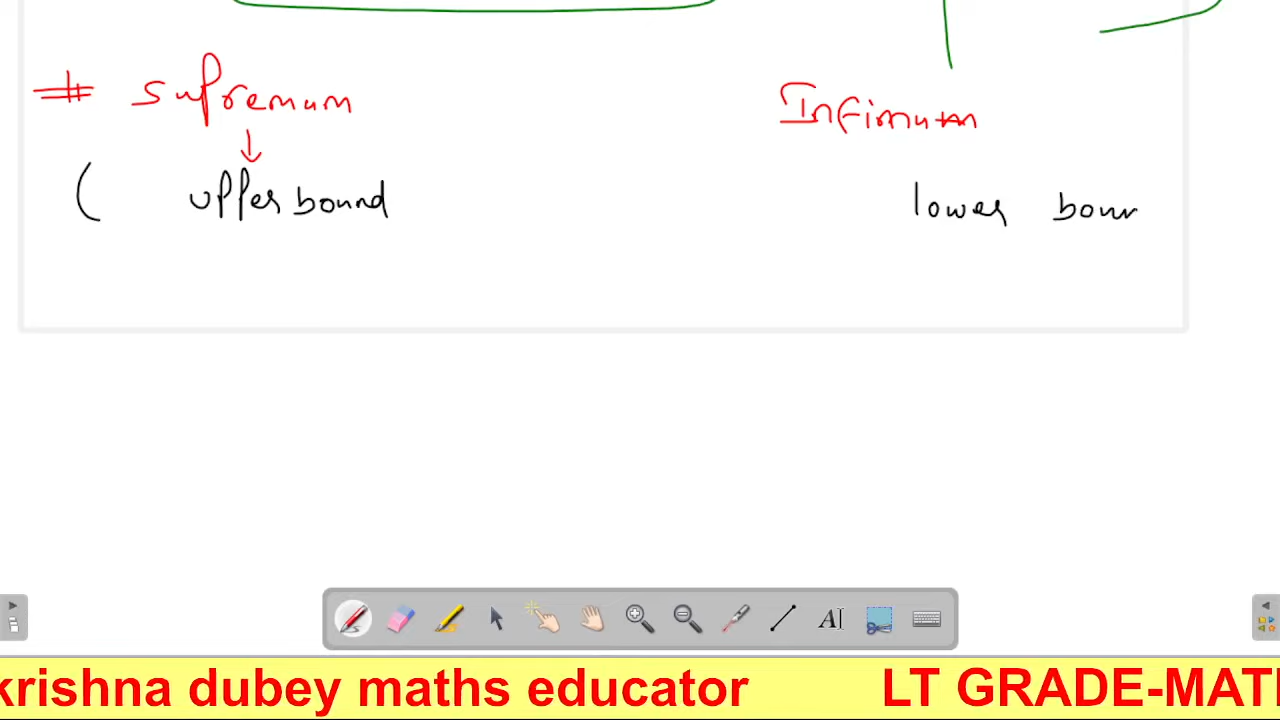 # Supremum Infimum
( upper bound lower boun
krishna dubey maths educator LT GRADE-MAT